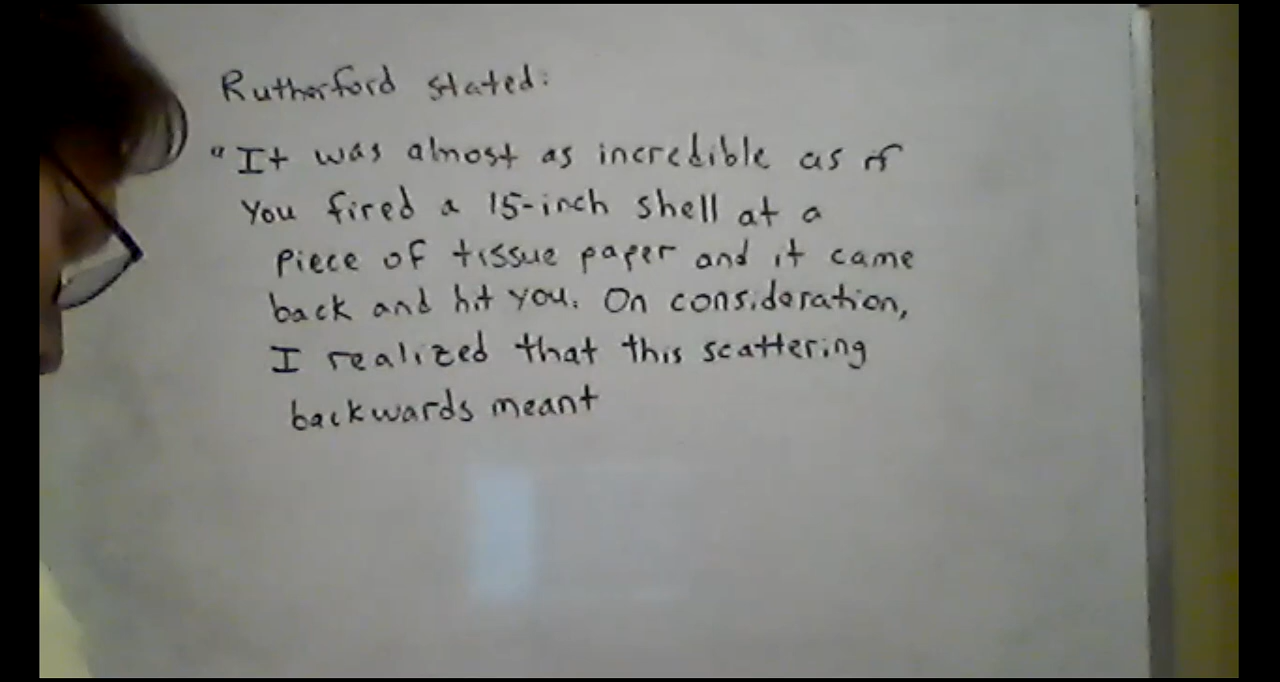 Rutherford stated:
"It was almost as incredible as if
you fired a 15-inch shell at a
piece of tissue paper and it came
back and hit you. On consideration,
I realized that this scattering
backwards meant